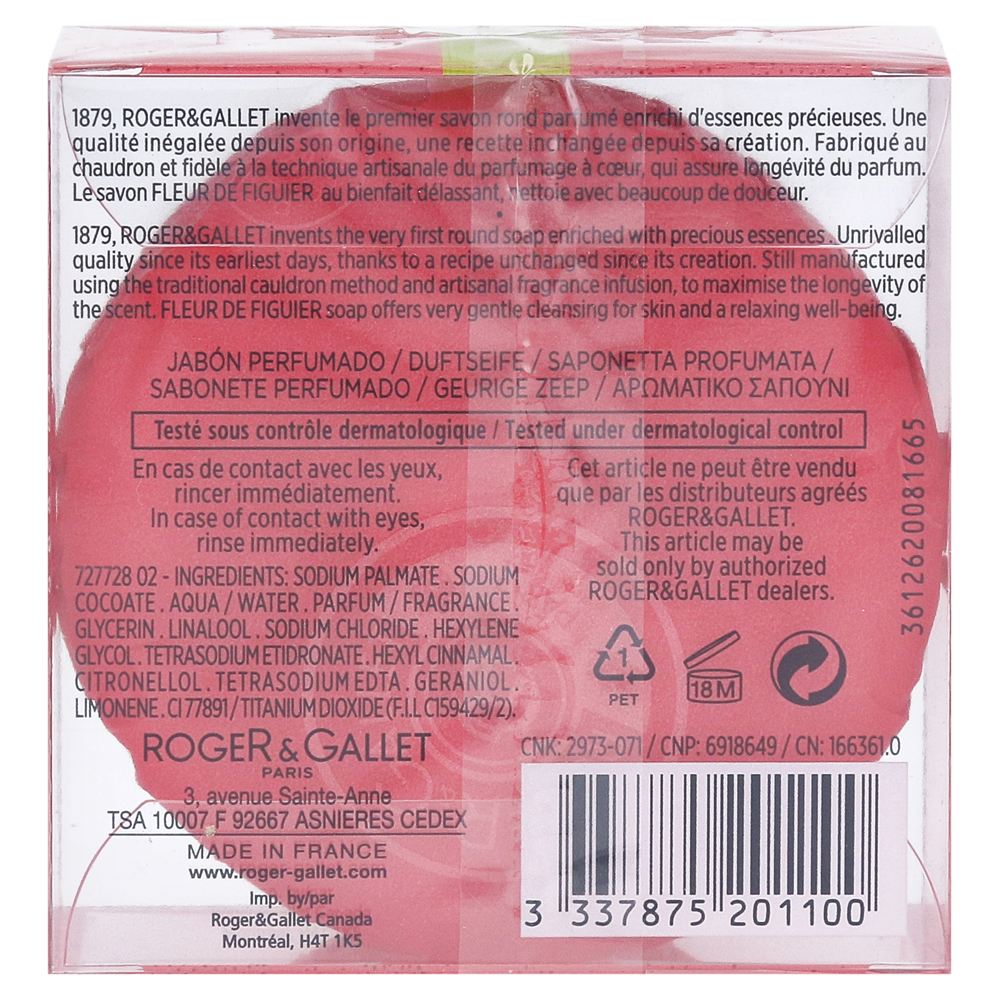 1879, ROGER&GALLET invente le premier savon rond parfumé enrichi d'essences précieuses. Une
qualité inégalée depuis son origine, une recette inchangée depuis sa création. Fabriqué au
chaudron et fidèle à la technique artisanale du parfumage à cœur, qui assure longévité du parfum.
Le savon FLEUR DE FIGUIER au bienfait délassant, nettoie avec beaucoup de douceur.
1879, ROGER&GALLET invents the very first round soap enriched with precious essences. Unrivalled
quality since its earliest days, thanks to a recipe unchanged since its creation. Still manufactured
using the traditional cauldron method and artisanal fragrance infusion, to maximise the longevity of
the scent. FLEUR DE FIGUIER soap offers very gentle cleansing for skin and a relaxing well-being.
JABÓN PERFUMADO / DUFTSEIFE / SAPONETTA PROFUMATA /
SABONETE PERFUMADO / GEURIGE ZEEP / ΑΡΩΜΑΤΙΚΟ ΣΑΠΟΥΝΙ
Testé sous contrôle dermatologique / Tested under dermatological control
En cas de contact avec les yeux,
rincer immédiatement.
In case of contact with eyes,
rinse immediately.
727728 02 - INGREDIENTS: SODIUM PALMATE . SODIUM
COCOATE . AQUA / WATER . PARFUM / FRAGRANCE .
GLYCERIN . LINALOOL . SODIUM CHLORIDE . HEXYLENE
GLYCOL . TETRASODIUM ETIDRONATE . HEXYL CINNAMAL .
CITRONELLOL . TETRASODIUM EDTA . GERANIOL .
LIMONENE . CI 77891 / TITANIUM DIOXIDE (F.I.L C159429/2).
Cet article ne peut être vendu
que par les distributeurs agréés
ROGER&GALLET.
This article may be
sold only by authorized
ROGER&GALLET dealers.
3612620081665
1
PET
18 M
ROGER & GALLET
PARIS
3, avenue Sainte-Anne
TSA 10007 F 92667 ASNIERES CEDEX
MADE IN FRANCE
www.roger-gallet.com
Imp. by/par
Roger&Gallet Canada
Montréal, H4T 1K5
CNK: 2973-071 / CNP: 6918649 / CN: 166361.0
3 337875 201100